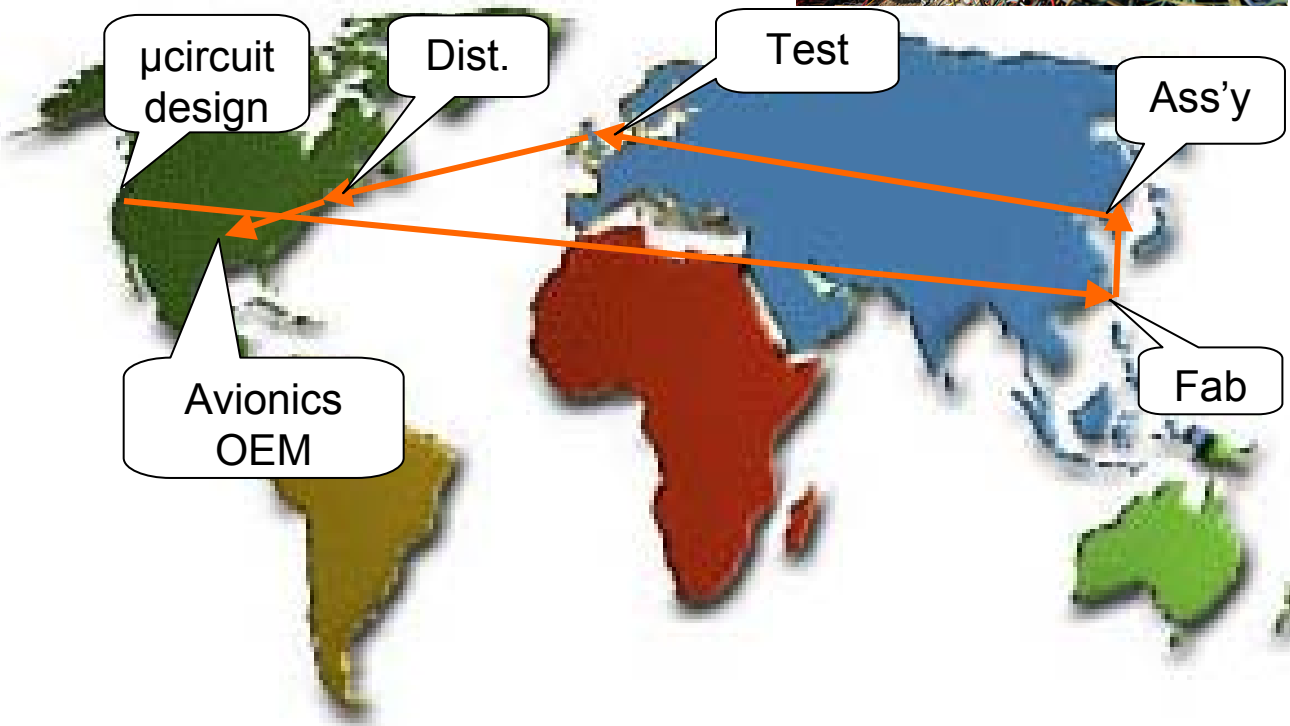 µcircuit
design
Dist.
Test
Ass’y
Fab
Avionics
OEM